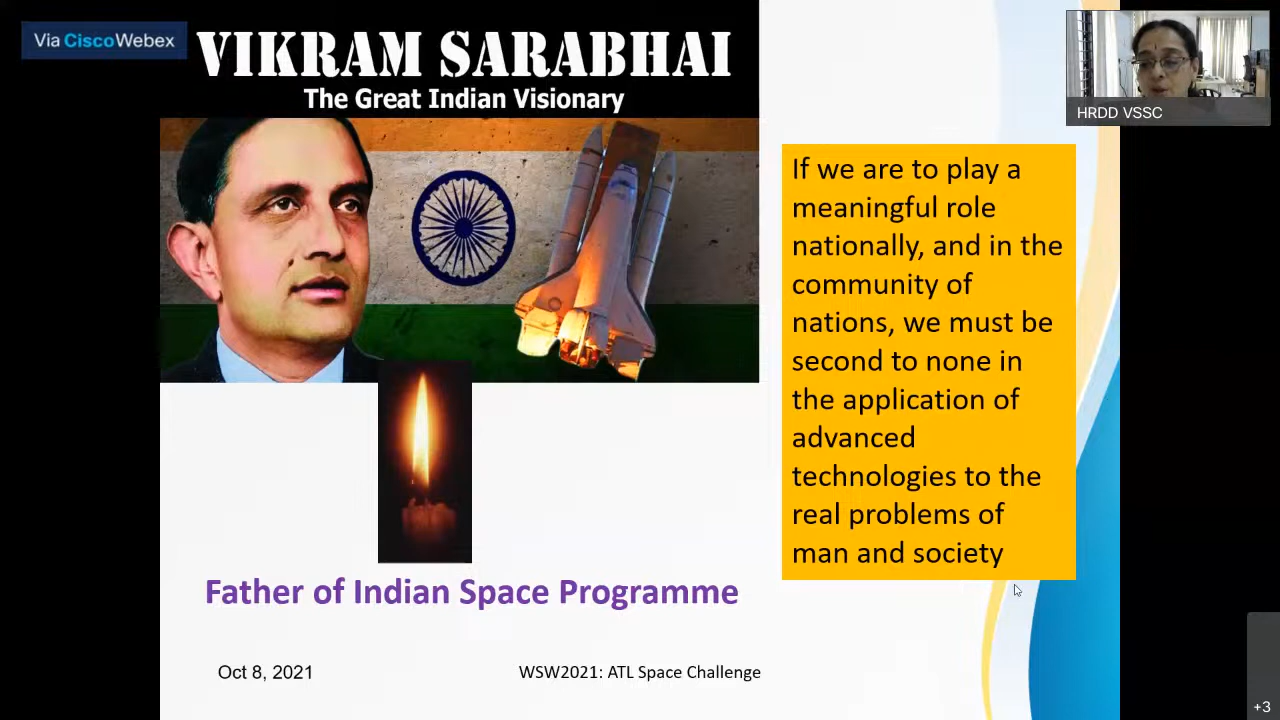 Via CiscoWebex
VIKRAM SARABHAI
The Great Indian Visionary
HRDD VSSC
If we are to play a
meaningful role
nationally, and in the
community of
nations, we must be
second to none in
the application of
advanced
technologies to the
real problems of
man and society
Father of Indian Space Programme
Oct 8, 2021
WSW2021: ATL Space Challenge
+3